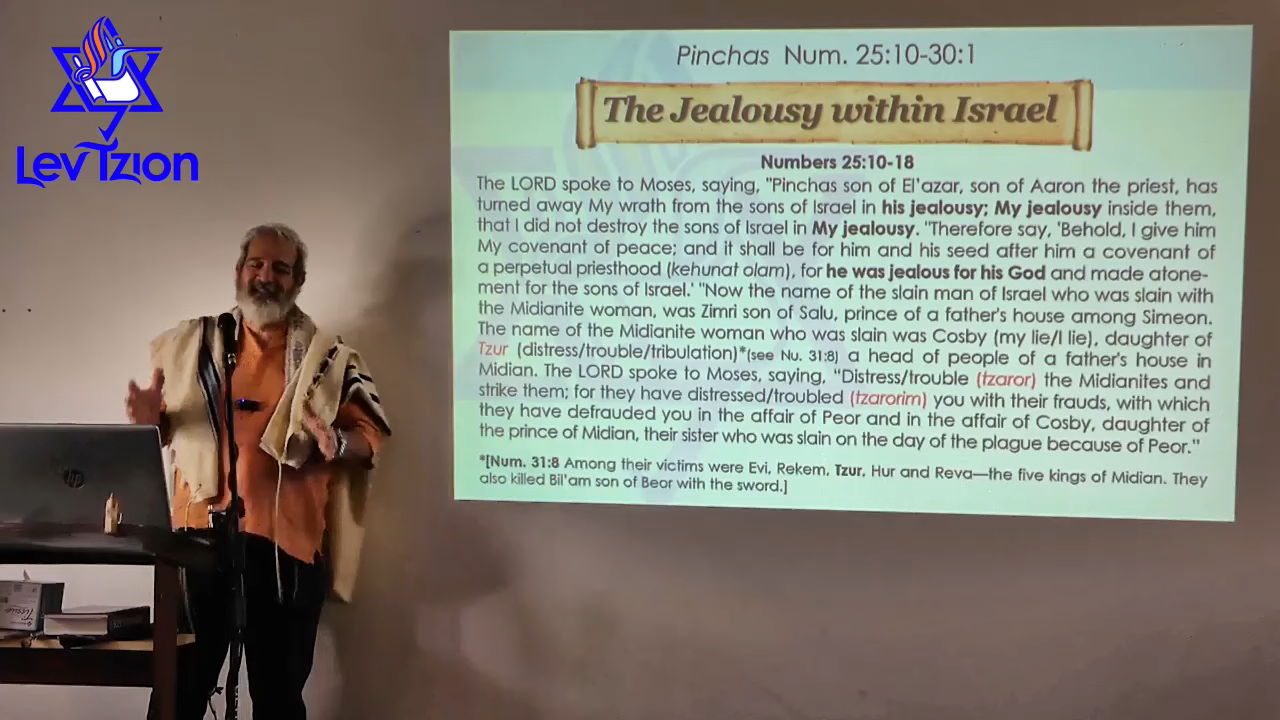 Lev Tzion
Pinchas Num. 25:10-30:1
The Jealousy within Israel
Numbers 25:10-18
The LORD spoke to Moses, saying, "Pinchas son of El'azar, son of Aaron the priest, has
turned away My wrath from the sons of Israel in his jealousy; My jealousy inside them,
that I did not destroy the sons of Israel in My jealousy. "Therefore say, 'Behold, I give him
My covenant of peace; and it shall be for him and his seed after him a covenant of
a perpetual priesthood (kehunat olam), for he was jealous for his God and made atone-
ment for the sons of Israel.' "Now the name of the slain man of Israel who was slain with
the Midianite woman, was Zimri son of Salu, prince of a father's house among Simeon.
The name of the Midianite woman who was slain was Cosby (my lie/I lie), daughter of
Tzur (distress/trouble/tribulation)*(see Nu. 31:8) a head of people of a father's house in
Midian. The LORD spoke to Moses, saying, "Distress/trouble (tzaror) the Midianites and
strike them; for they have distressed/troubled (tzarorim) you with their frauds, with which
they have defrauded you in the affair of Peor and in the affair of Cosby, daughter of
the prince of Midian, their sister who was slain on the day of the plague because of Peor."
*[Num. 31:8 Among their victims were Evi, Rekem, Tzur, Hur and Reva—the five kings of Midian. They
also killed Bil'am son of Beor with the sword.]
hp